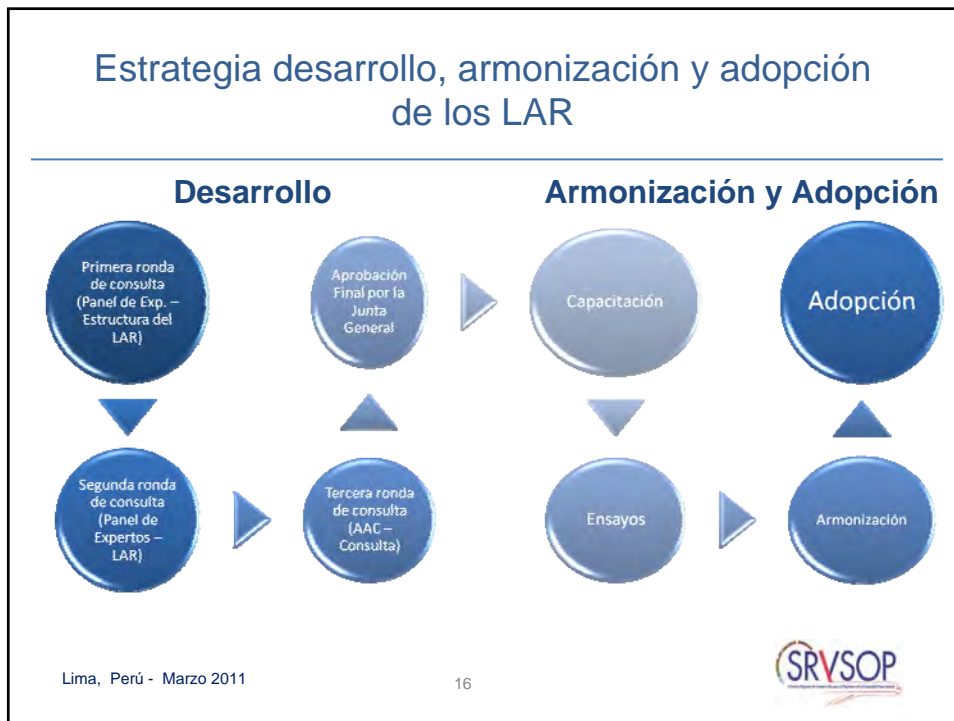 Estrategia desarrollo, armonización y adopción
de los LAR
Desarrollo
Primera ronda
de consulta
(Panel de Exp. –
Estructura del
LAR)
Segunda ronda
de consulta
(Panel de
Expertos –
LAR)
Tercera ronda
de consulta
(AAC –
Consulta)
Aprobación
Final por la
Junta
General
Armonización y Adopción
Capacitación
Ensayos
Armonización
Adopción
Lima, Perú - Marzo 2011
16
SRVSOP